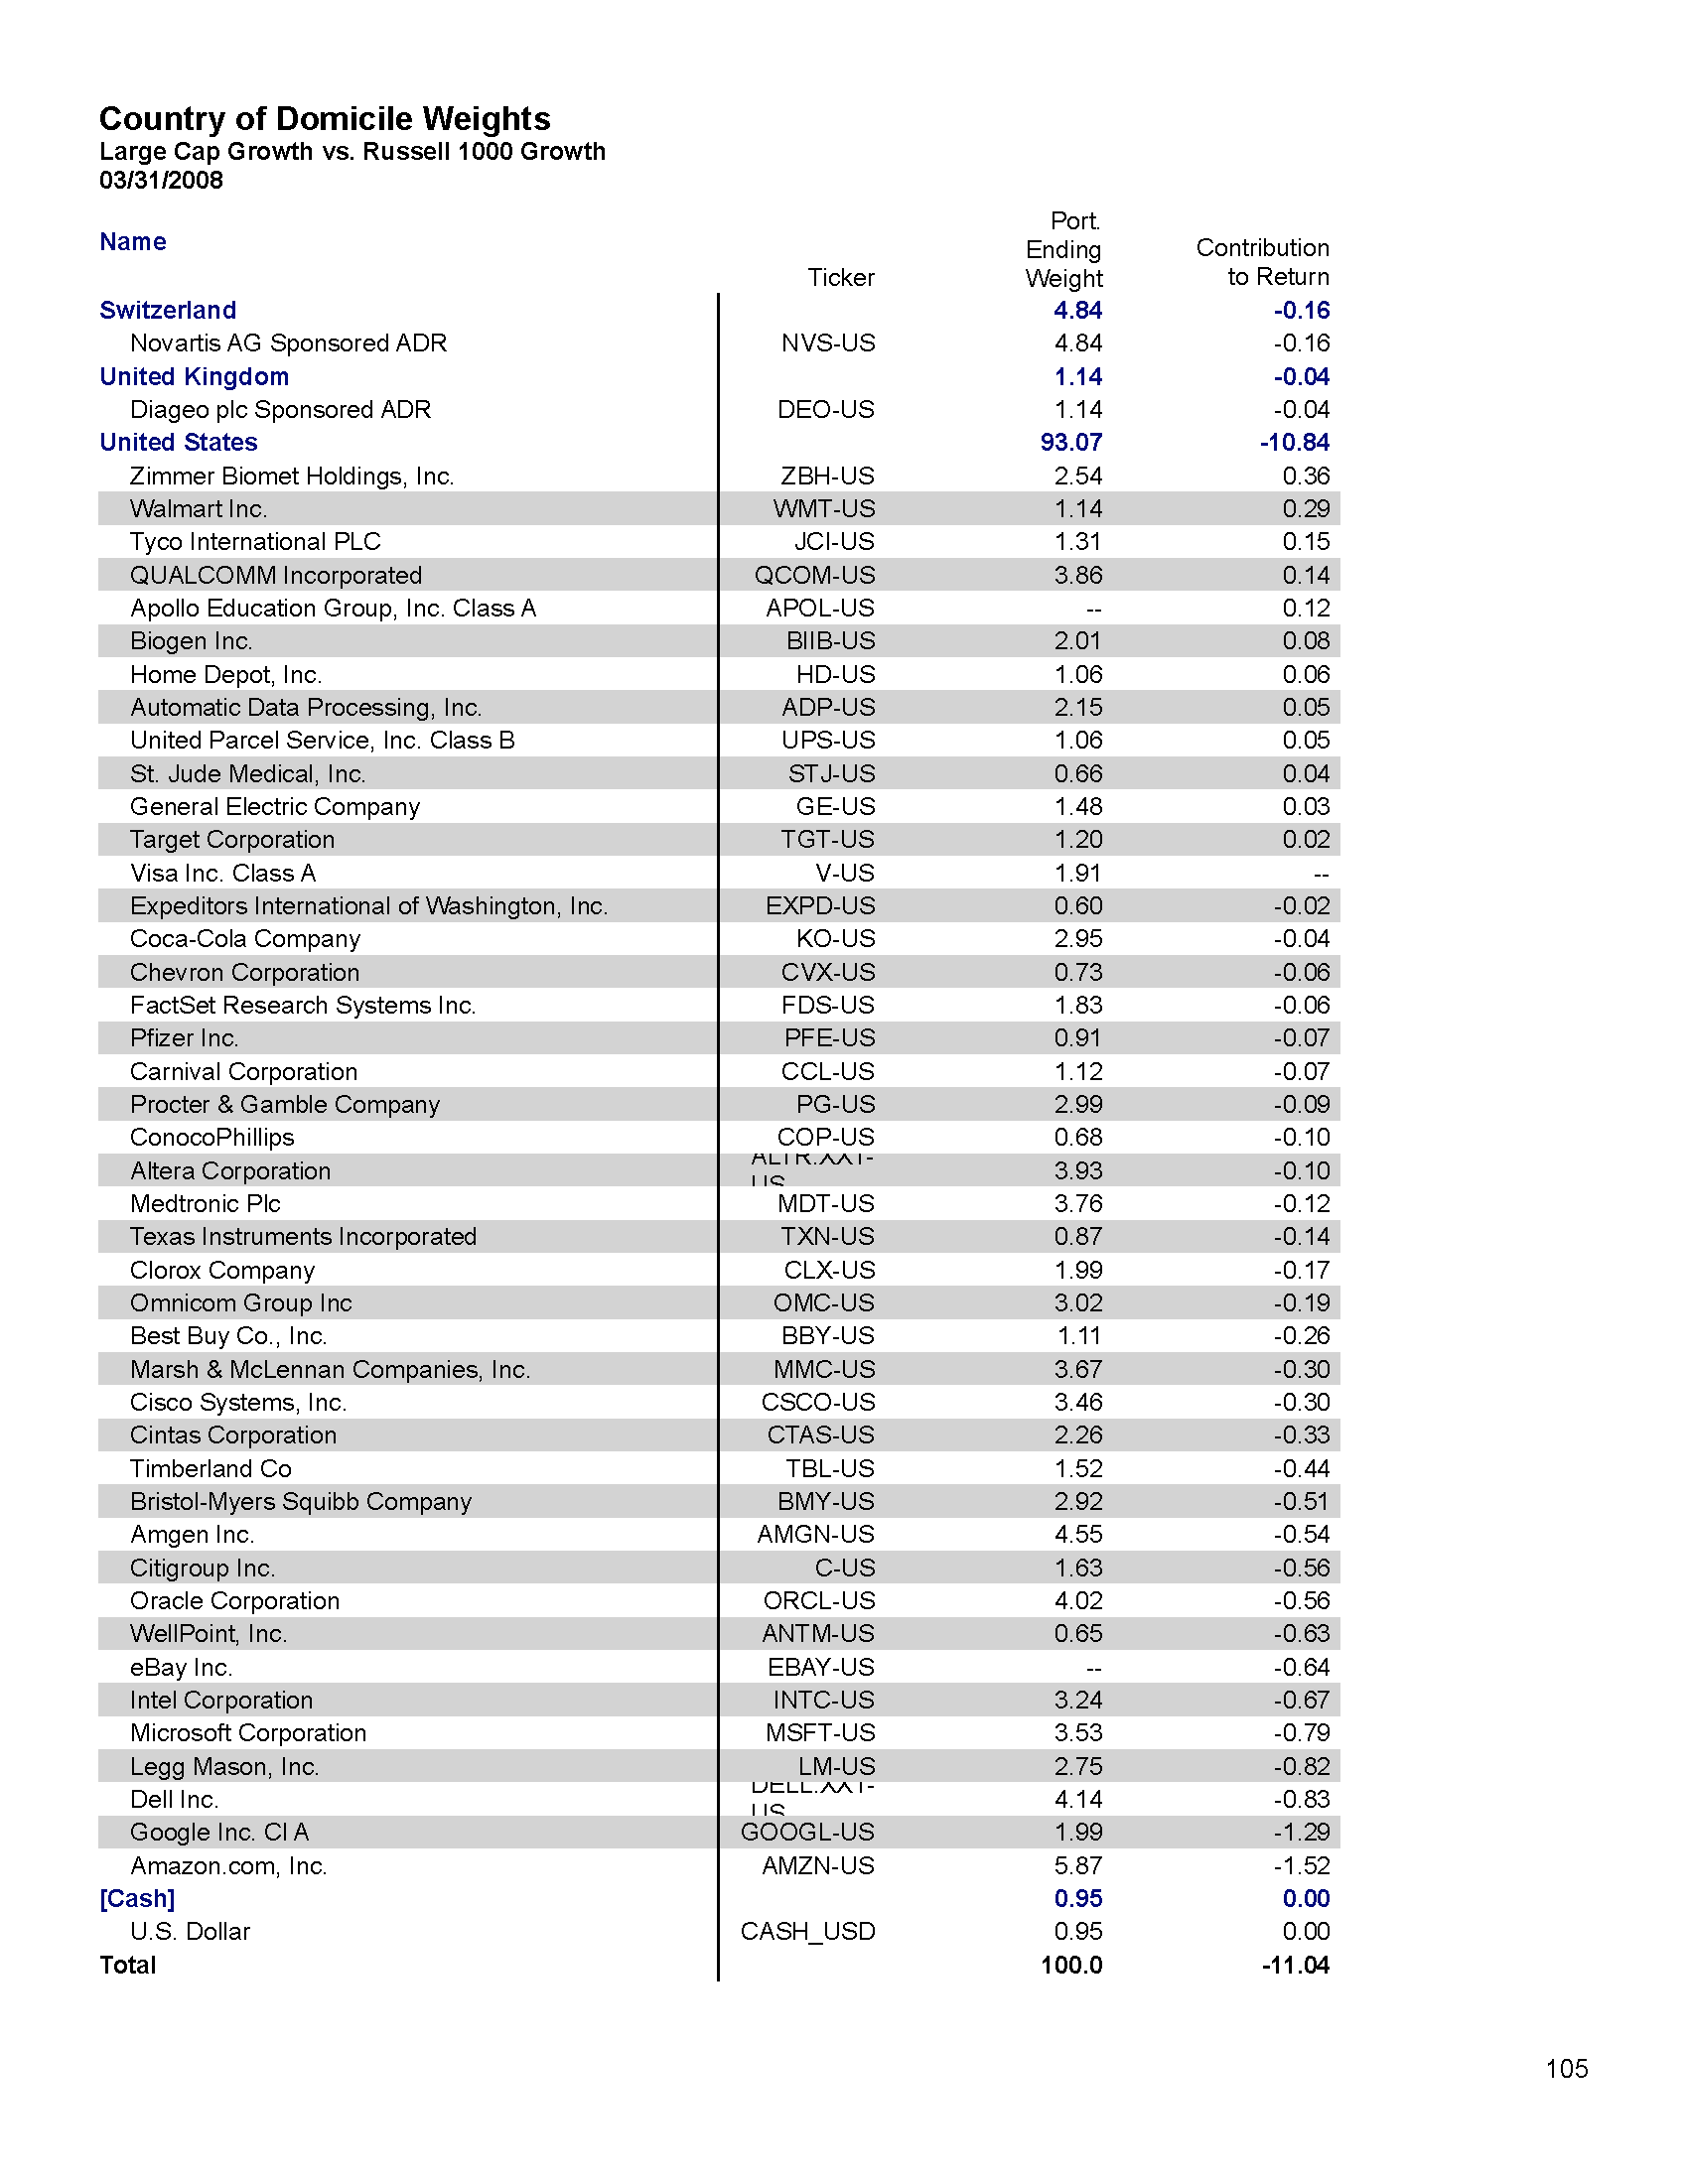 Country of Domicile Weights
Large Cap Growth vs. Russell 1000 Growth
03/31/2008
Name Ticker Port. Ending Weight Contribution to Return
Switzerland 4.84 -0.16
Novartis AG Sponsored ADR NVS-US 4.84 -0.16
United Kingdom 1.14 -0.04
Diageo plc Sponsored ADR DEO-US 1.14 -0.04
United States 93.07 -10.84
Zimmer Biomet Holdings, Inc. ZBH-US 2.54 0.36
Walmart Inc. WMT-US 1.14 0.29
Tyco International PLC JCI-US 1.31 0.15
QUALCOMM Incorporated QCOM-US 3.86 0.14
Apollo Education Group, Inc. Class A APOL-US -- 0.12
Biogen Inc. BIIB-US 2.01 0.08
Home Depot, Inc. HD-US 1.06 0.06
Automatic Data Processing, Inc. ADP-US 2.15 0.05
United Parcel Service, Inc. Class B UPS-US 1.06 0.05
St. Jude Medical, Inc. STJ-US 0.66 0.04
General Electric Company GE-US 1.48 0.03
Target Corporation TGT-US 1.20 0.02
Visa Inc. Class A V-US 1.91 --
Expeditors International of Washington, Inc. EXPD-US 0.60 -0.02
Coca-Cola Company KO-US 2.95 -0.04
Chevron Corporation CVX-US 0.73 -0.06
FactSet Research Systems Inc. FDS-US 1.83 -0.06
Pfizer Inc. PFE-US 0.91 -0.07
Carnival Corporation CCL-US 1.12 -0.07
Procter & Gamble Company PG-US 2.99 -0.09
ConocoPhillips COP-US 0.68 -0.10
Altera Corporation ALTR.XX1-US 3.93 -0.10
Medtronic Plc MDT-US 3.76 -0.12
Texas Instruments Incorporated TXN-US 0.87 -0.14
Clorox Company CLX-US 1.99 -0.17
Omnicom Group Inc OMC-US 3.02 -0.19
Best Buy Co., Inc. BBY-US 1.11 -0.26
Marsh & McLennan Companies, Inc. MMC-US 3.67 -0.30
Cisco Systems, Inc. CSCO-US 3.46 -0.30
Cintas Corporation CTAS-US 2.26 -0.33
Timberland Co TBL-US 1.52 -0.44
Bristol-Myers Squibb Company BMY-US 2.92 -0.51
Amgen Inc. AMGN-US 4.55 -0.54
Citigroup Inc. C-US 1.63 -0.56
Oracle Corporation ORCL-US 4.02 -0.56
WellPoint, Inc. ANTM-US 0.65 -0.63
eBay Inc. EBAY-US -- -0.64
Intel Corporation INTC-US 3.24 -0.67
Microsoft Corporation MSFT-US 3.53 -0.79
Legg Mason, Inc. LM-US 2.75 -0.82
Dell Inc. DELL.XX1-US 4.14 -0.83
Google Inc. Cl A GOOGL-US 1.99 -1.29
Amazon.com, Inc. AMZN-US 5.87 -1.52
[Cash] 0.95 0.00
U.S. Dollar CASH_USD 0.95 0.00
Total 100.0 -11.04
105